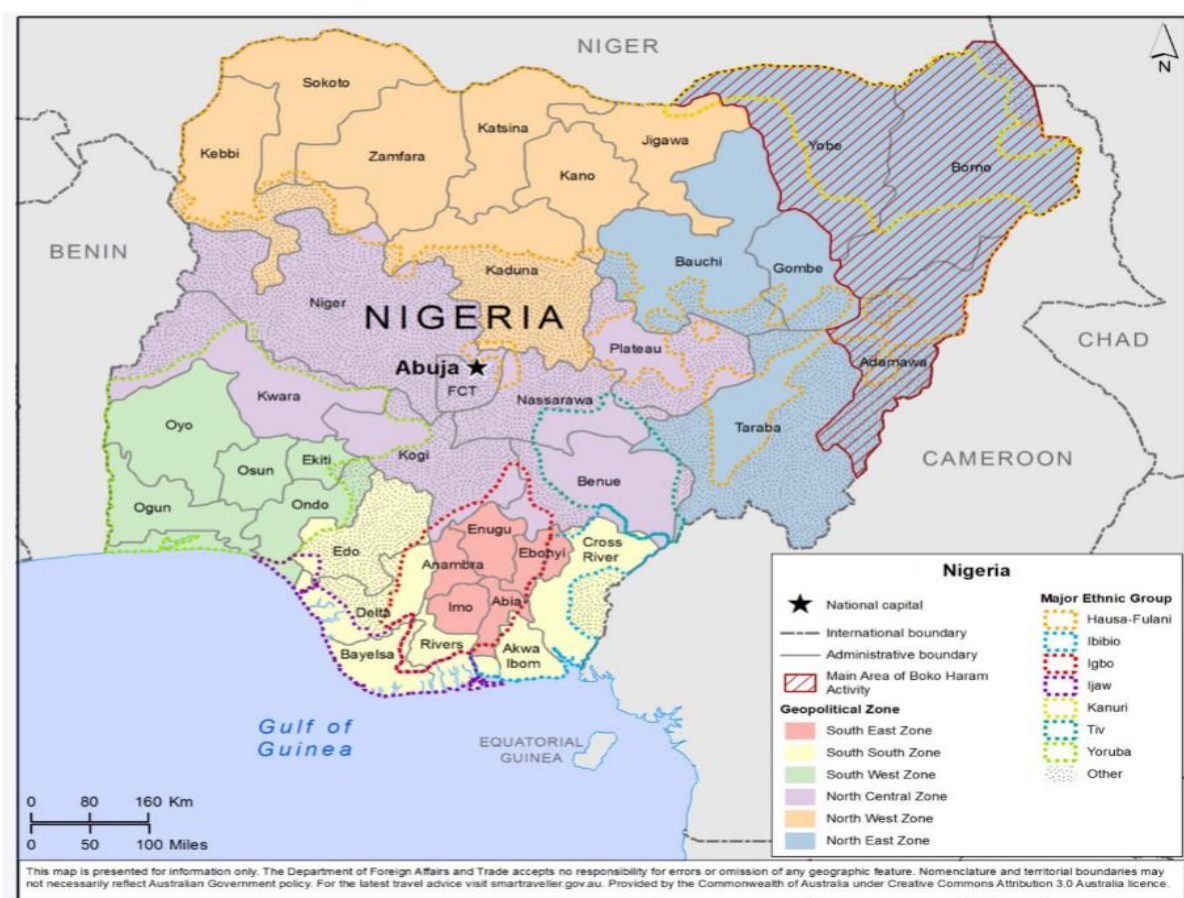 NIGER
N
Sokoto
Katsina
Jigawa
Kebbi
Zamfara
Kano
Yobe
Borno
BENIN
Kaduna
Bauchi
Gombe
Niger
NIGERIA
CHAD
Plateau
Adamawa
Abuja
FCT
Kwara
Nassarawa
Oyo
Taraba
Kogi
CAMEROON
Osun
Ekiti
Benue
Ogun
Ondo
Enugu
Edo
Cross
River
Ebonyi
Anambra
Imo
Abia
Delta
Rivers
Akwa
Ibom
Bayelsa
Gulf of
Guinea
EQUATORIAL
GUINEA
0 80 160 Km
0 50 100 Miles
Nigeria
National capital
International boundary
Administrative boundary
Main Area of Boko Haram
Activity
Geopolitical Zone
South East Zone
South South Zone
South West Zone
North Central Zone
North West Zone
North East Zone
Major Ethnic Group
Hausa-Fulani
Ibibio
Igbo
Ijaw
Kanuri
Tiv
Yoruba
Other
This map is presented for information only. The Department of Foreign Affairs and Trade accepts no responsibility for errors or omission of any geographic feature. Nomenclature and territorial boundaries may
not necessarily reflect Australian Government policy. For the latest travel advice visit smartraveller.gov.au. Provided by the Commonwealth of Australia under Creative Commons Attribution 3.0 Australia licence.